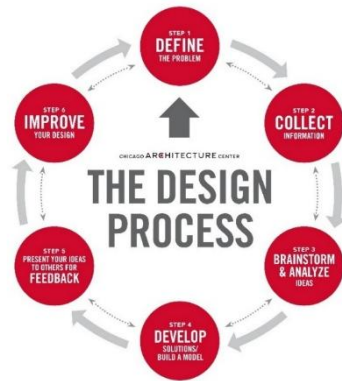 STEP 1
DEFINE
THE PROBLEM
STEP 2
COLLECT
INFORMATION
STEP 3
BRAINSTORM
& ANALYZE
IDEAS
STEP 4
DEVELOP
SOLUTIONS/
BUILD A MODEL
STEP 5
PRESENT YOUR IDEAS
TO OTHERS FOR
FEEDBACK
STEP 6
IMPROVE
YOUR DESIGN
CHICAGO ARCHITECTURE CENTER
THE DESIGN
PROCESS